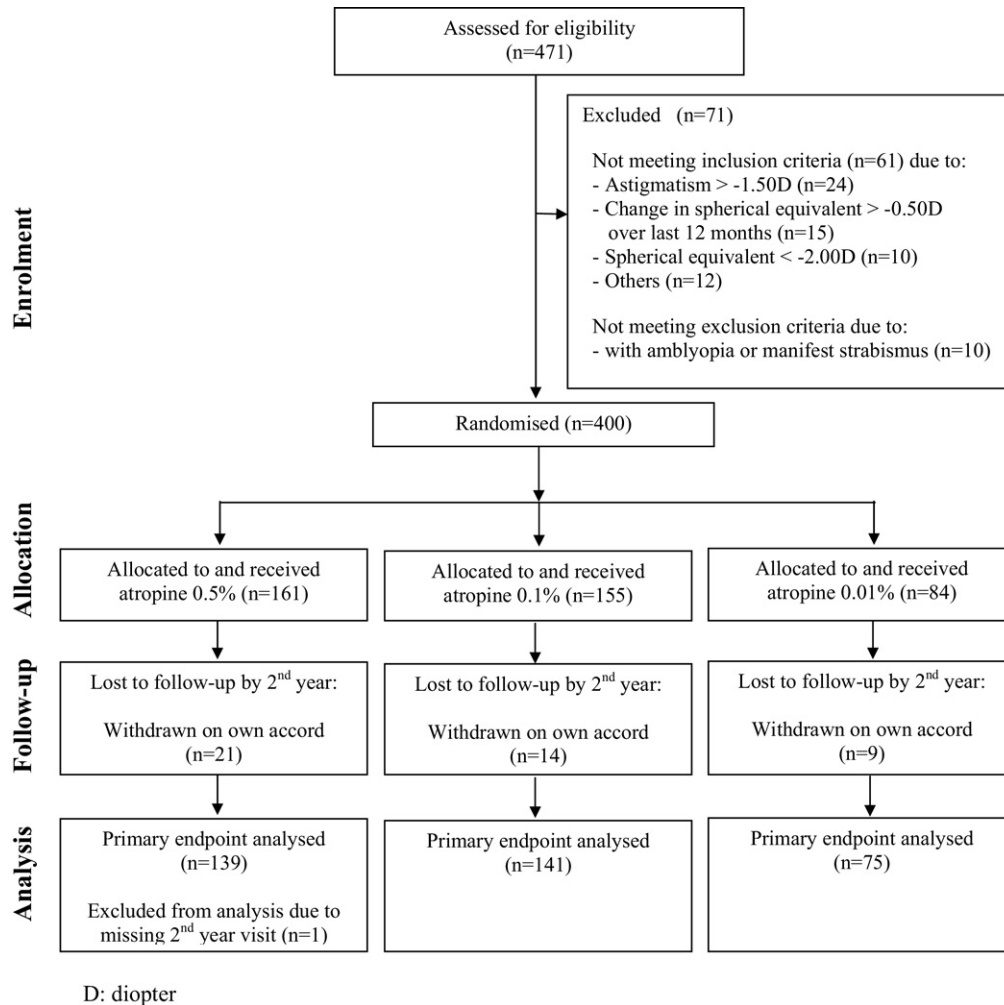 Assessed for eligibility
(n=471)
Excluded (n=71)
Not meeting inclusion criteria (n=61) due to:
- Astigmatism > -1.50D (n=24)
- Change in spherical equivalent > -0.50D
over last 12 months (n=15)
- Spherical equivalent < -2.00D (n=10)
- Others (n=12)
Not meeting exclusion criteria due to:
- with amblyopia or manifest strabismus (n=10)
Enrolment
Randomised (n=400)
Allocation
Allocated to and received
atropine 0.5% (n=161)
Allocated to and received
atropine 0.1% (n=155)
Allocated to and received
atropine 0.01% (n=84)
Follow-up
Lost to follow-up by 2nd year:
Withdrawn on own accord
(n=21)
Lost to follow-up by 2nd year:
Withdrawn on own accord
(n=14)
Lost to follow-up by 2nd year:
Withdrawn on own accord
(n=9)
Analysis
Primary endpoint analysed
(n=139)
Excluded from analysis due to
missing 2nd year visit (n=1)
Primary endpoint analysed
(n=141)
Primary endpoint analysed
(n=75)
D: diopter